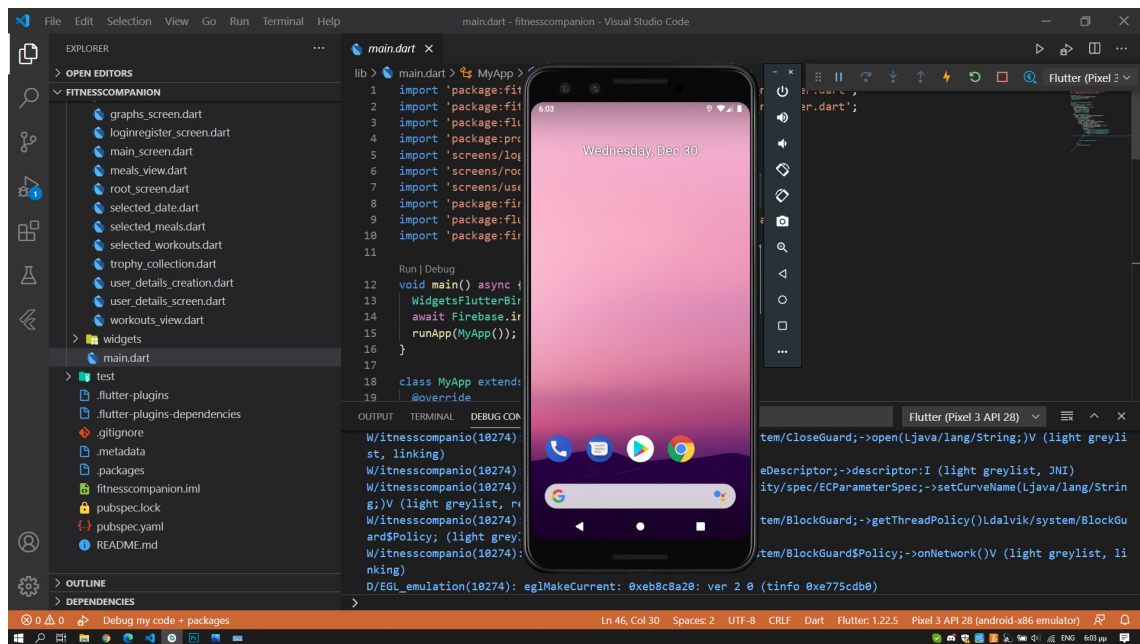 File Edit Selection View Go Run Terminal Help
main.dart - fitnesscompanion - Visual Studio Code
EXPLORER
OPEN EDITORS
FITNESSCOMPANION
graphs_screen.dart
loginregister_screen.dart
main_screen.dart
meals_view.dart
root_screen.dart
selected_date.dart
selected_meals.dart
selected_workouts.dart
trophy_collection.dart
user_details_creation.dart
user_details_screen.dart
workouts_view.dart
widgets
main.dart
test
.flutter-plugins
.flutter-plugins-dependencies
.gitignore
.metadata
.packages
fitnesscompanion.iml
pubspec.lock
pubspec.yaml
README.md
OUTLINE
DEPENDENCIES
1
main.dart
Flutter (Pixel 3
lib > main.dart > MyApp >
1 import 'package:fit
2 import 'package:fit er.dart';
3 import 'package:flu
4 import 'package:pro
5 import 'screens/log
6 import 'screens/roo
7 import 'screens/use
8 import 'package:fir
9 import 'package:flu
10 import 'package:fir
11
Run | Debug
12 void main() async {
13 WidgetsFlutterBin
14 await Firebase.in
15 runApp(MyApp());
16 }
17
18 class MyApp extends
19 @override
6:03
Wednesday, Dec 30
OUTPUT TERMINAL DEBUG CON
Flutter (Pixel 3 API 28)
W/itnesscompanio(10274): tem/CloseGuard;->open(Ljava/lang/String;)V (light greyli
st, linking)
W/itnesscompanio(10274): eDescriptor;->descriptor:I (light greylist, JNI)
W/itnesscompanio(10274): ity/spec/ECParameterSpec;->setCurveName(Ljava/lang/Strin
g;)V (light greylist, re
W/itnesscompanio(10274): tem/BlockGuard;->getThreadPolicy()Ldalvik/system/BlockGu
ard$Policy; (light grey
W/itnesscompanio(10274): tem/BlockGuard$Policy;->onNetwork()V (light greylist, li
nking)
D/EGL_emulation(10274): eglMakeCurrent: 0xeb8c8a20: ver 2 0 (tinfo 0xe775cdb0)
0 0 Debug my code + packages
Ln 46, Col 30 Spaces: 2 UTF-8 CRLF Dart Flutter: 1.22.5 Pixel 3 API 28 (android-x86 emulator)
ENG 6:03 μμ